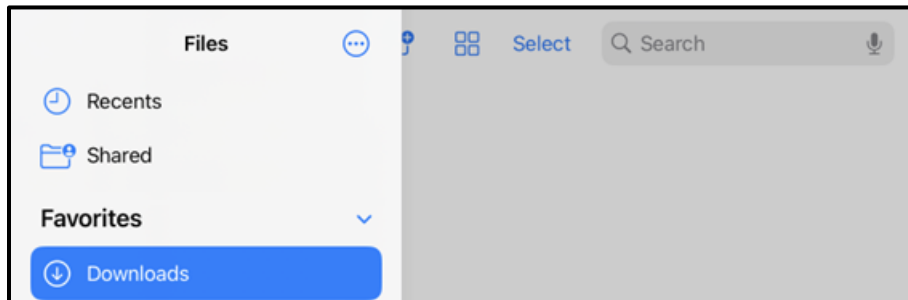 Files
Select
Search
Recents
Shared
Favorites
Downloads